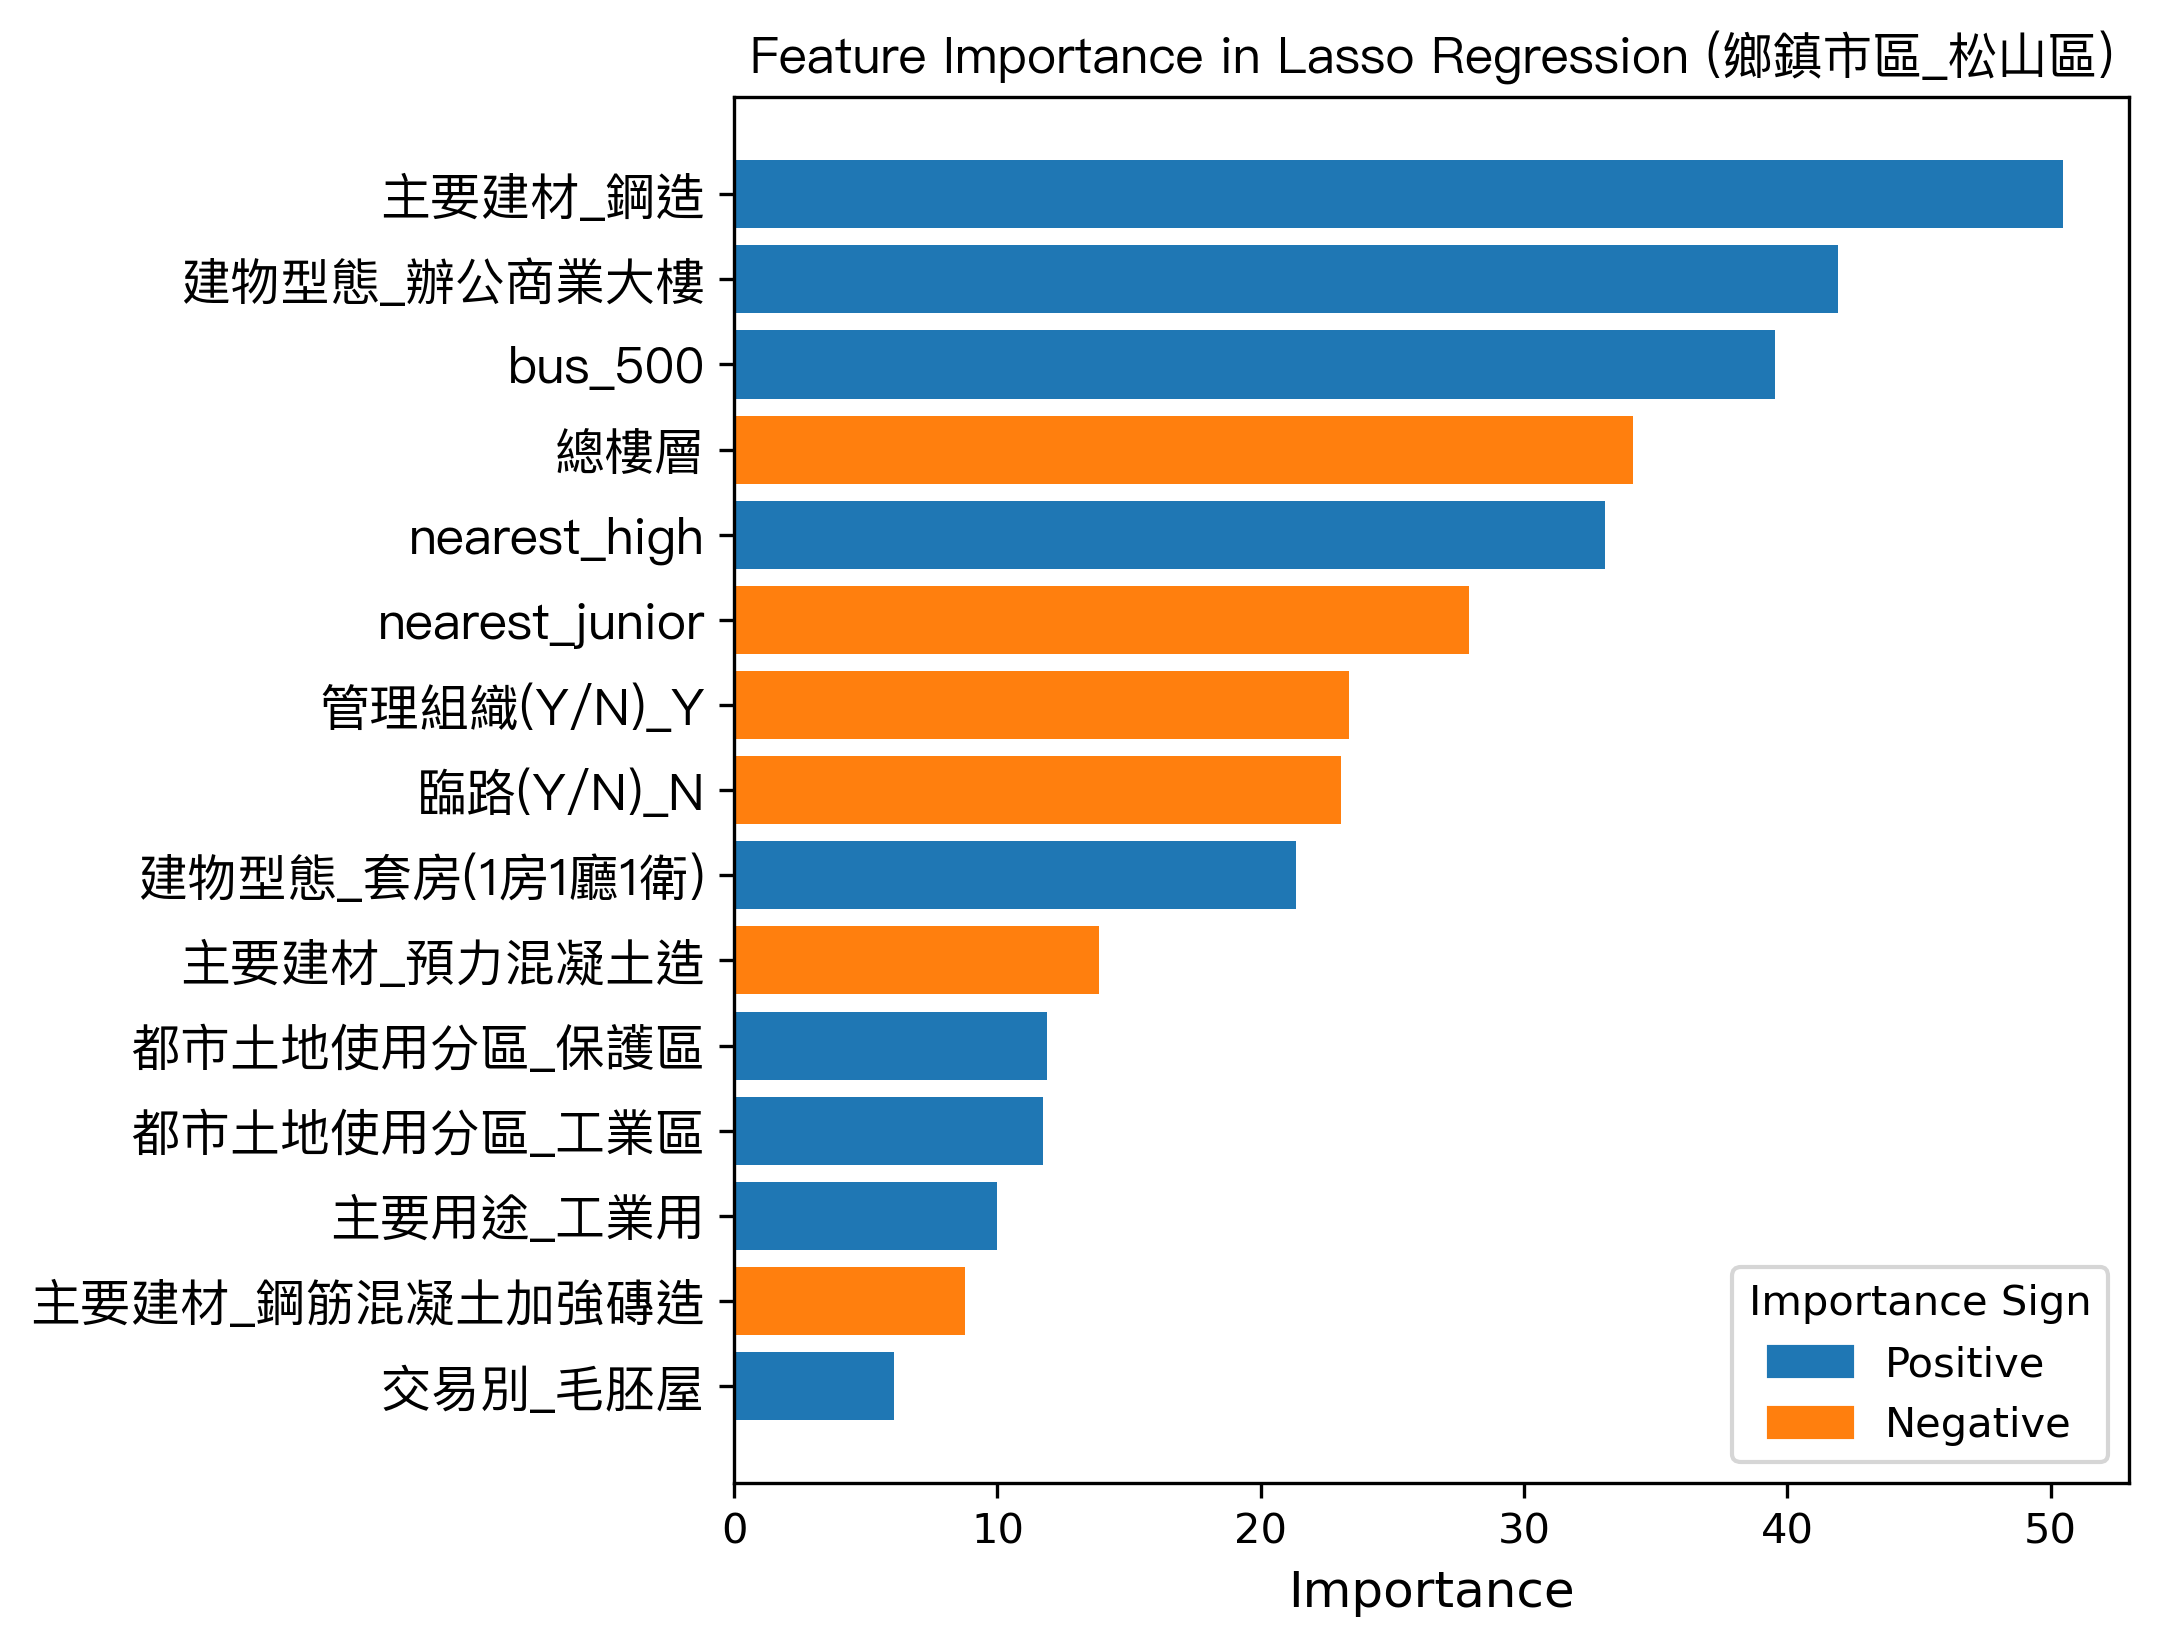 Feature Importance in Lasso Regression (鄉鎮市區_松山區)
主要建材_鋼造
建物型態_辦公商業大樓
bus_500
總樓層
nearest_high
nearest_junior
管理組織(Y/N)_Y
臨路(Y/N)_N
建物型態_套房(1房1廳1衛)
主要建材_預力混凝土造
都市土地使用分區_保護區
都市土地使用分區_工業區
主要用途_工業用
主要建材_鋼筋混凝土加強磚造
交易別_毛胚屋
Importance Sign
Positive
Negative
0 10 20 30 40 50
Importance